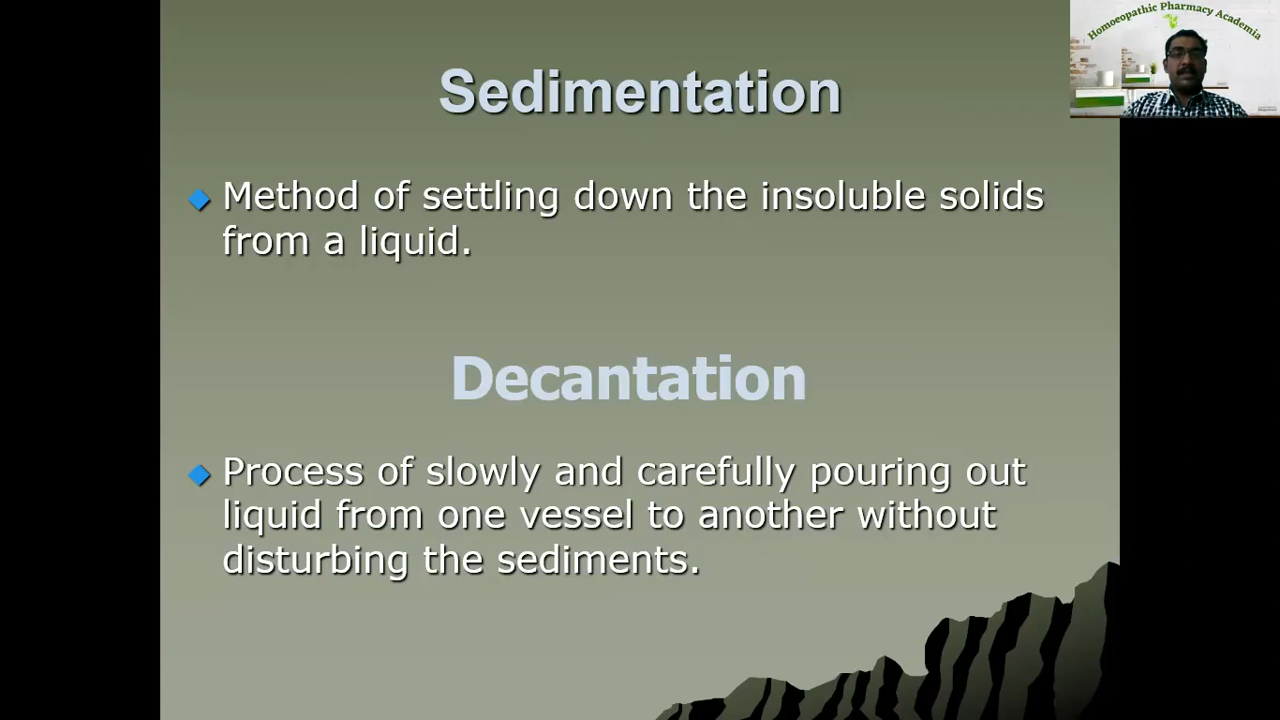 Homoeopathic Pharmacy Academia
Sedimentation
Method of settling down the insoluble solids
from a liquid.
Decantation
Process of slowly and carefully pouring out
liquid from one vessel to another without
disturbing the sediments.